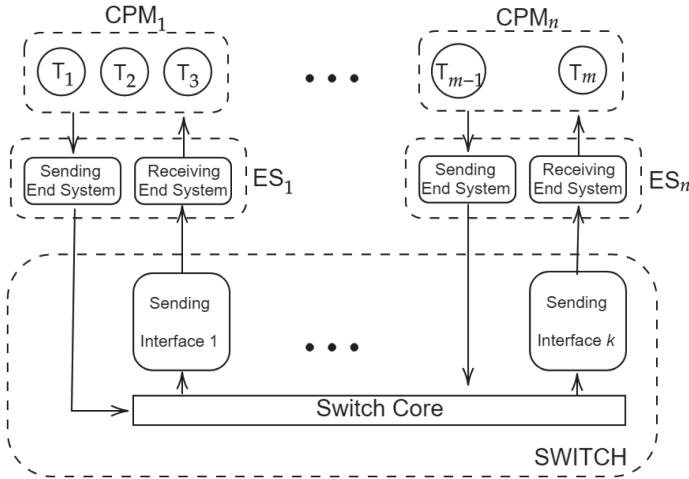 CPM₁
CPMₙ
T₁ T₂ T₃ • • • Tₘ₋₁ Tₘ
Sending
End System
Receiving
End System
ES₁
Sending
End System
Receiving
End System
ESₙ
Sending
Interface 1
• • •
Sending
Interface k
Switch Core
SWITCH